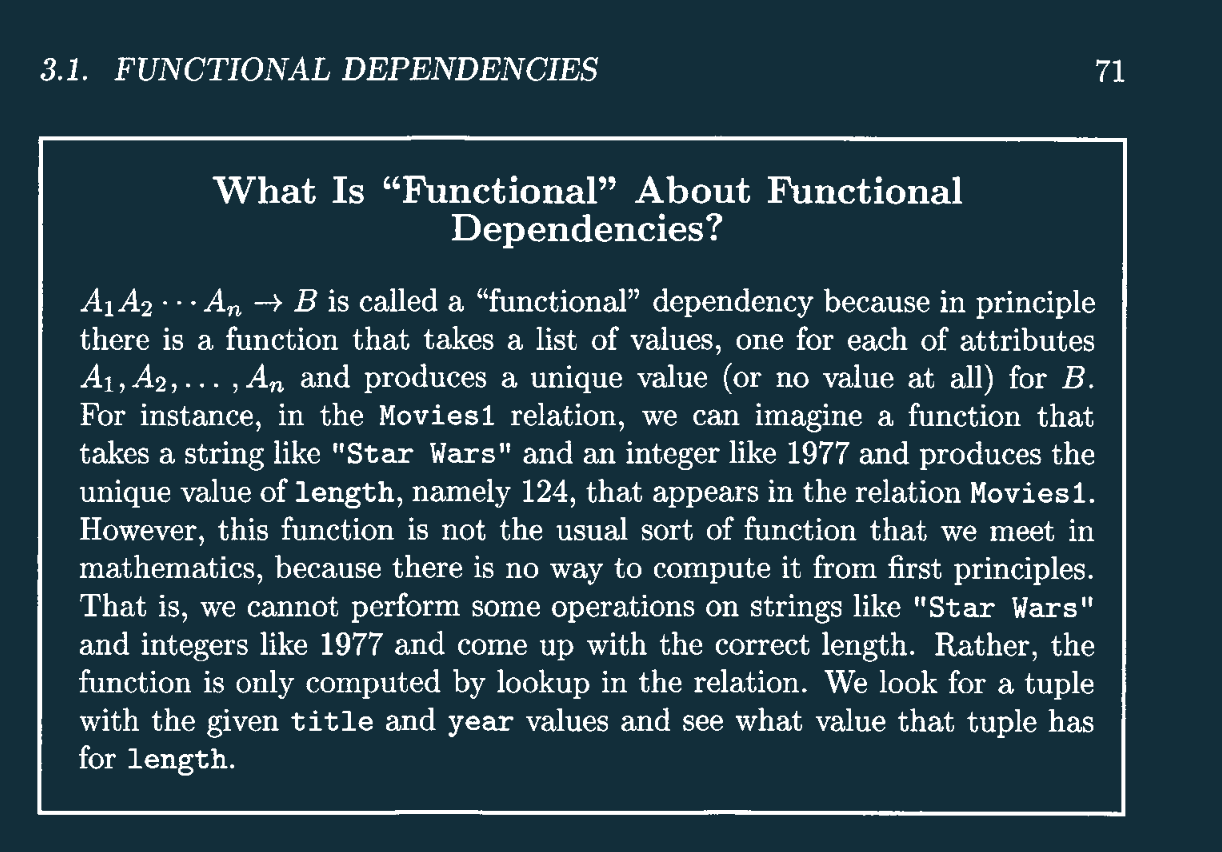 3.1. FUNCTIONAL DEPENDENCIES 71
What Is “Functional” About Functional
Dependencies?
A₁A₂ ⋯ Aₙ → B is called a “functional” dependency because in principle
there is a function that takes a list of values, one for each of attributes
A₁, A₂, . . . , Aₙ and produces a unique value (or no value at all) for B.
For instance, in the Movies1 relation, we can imagine a function that
takes a string like "Star Wars" and an integer like 1977 and produces the
unique value of length, namely 124, that appears in the relation Movies1.
However, this function is not the usual sort of function that we meet in
mathematics, because there is no way to compute it from first principles.
That is, we cannot perform some operations on strings like "Star Wars"
and integers like 1977 and come up with the correct length. Rather, the
function is only computed by lookup in the relation. We look for a tuple
with the given title and year values and see what value that tuple has
for length.